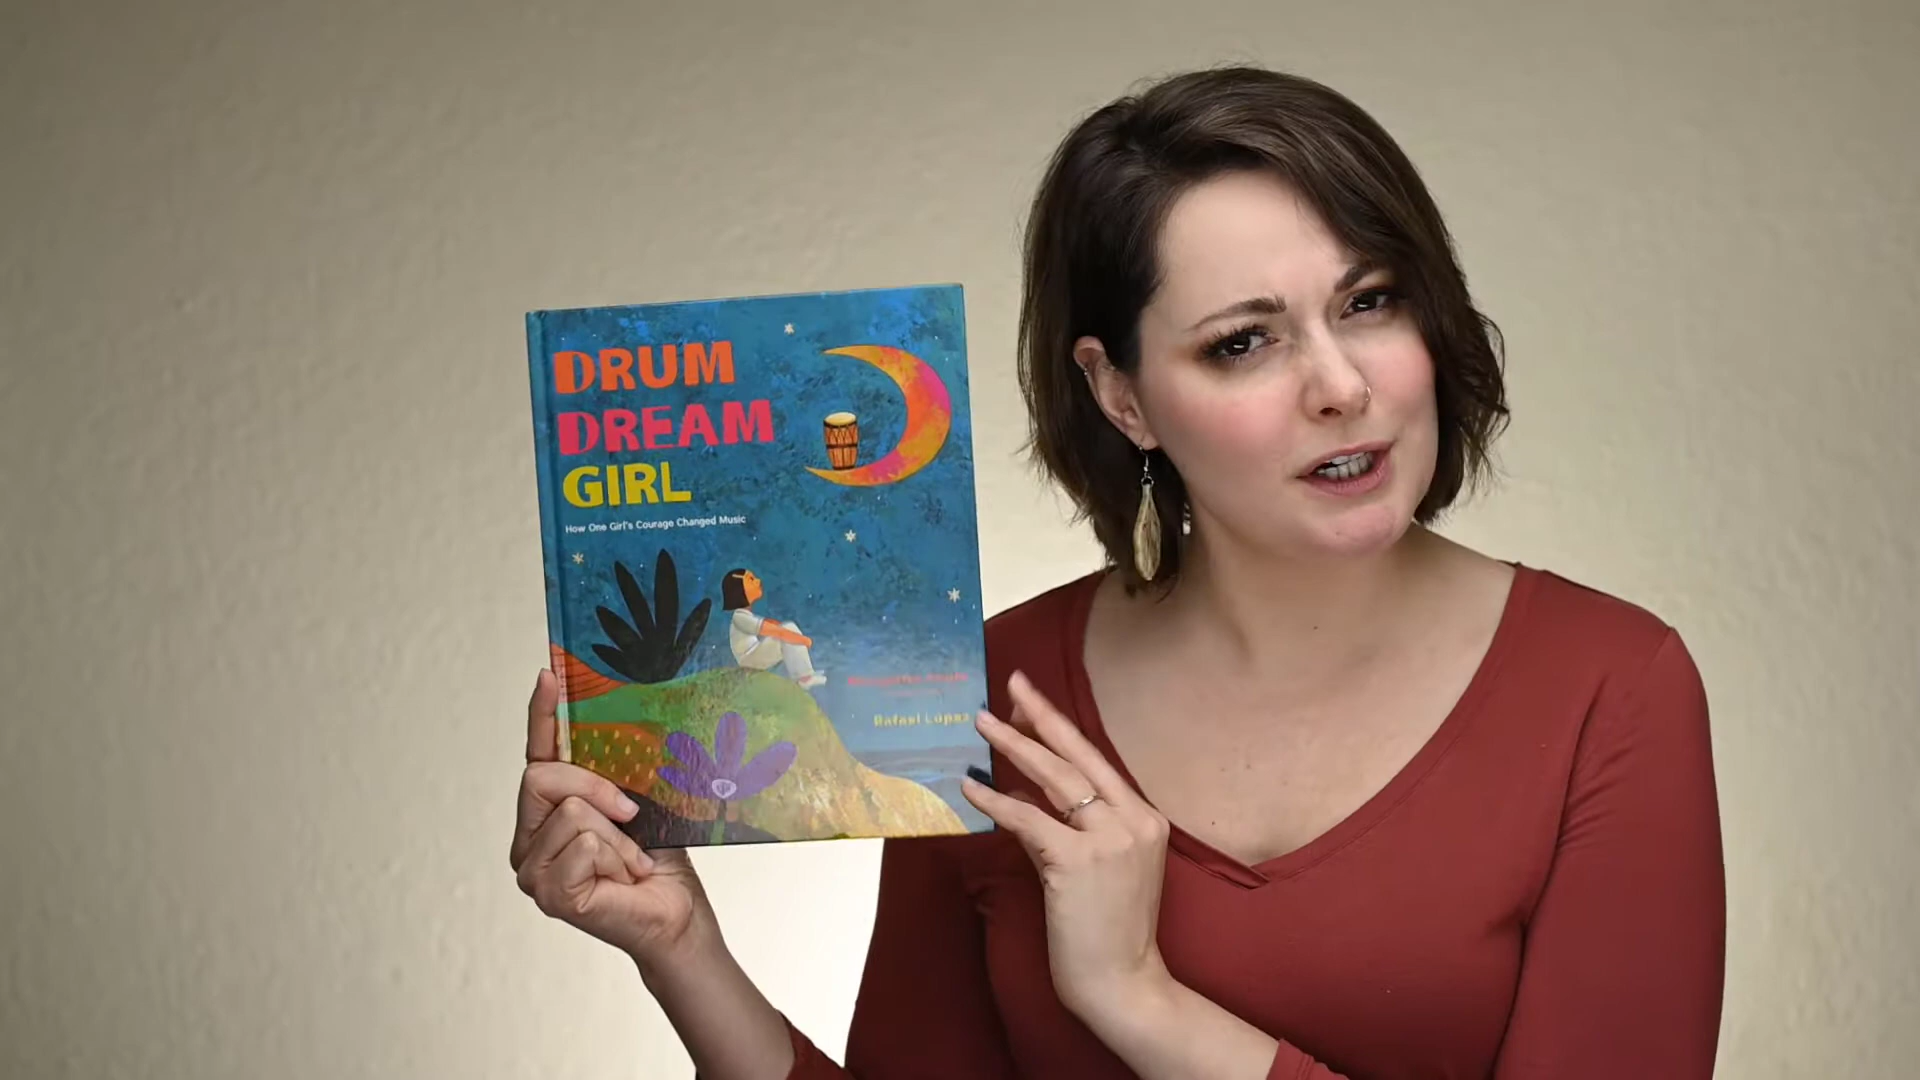 DRUM
DREAM
GIRL
How One Girl's Courage Changed Music
Rafael López